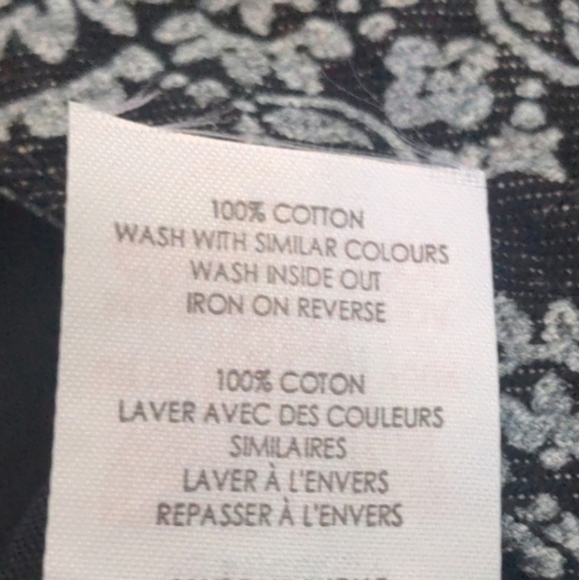 100% COTTON
WASH WITH SIMILAR COLOURS
WASH INSIDE OUT
IRON ON REVERSE
100% COTON
LAVER AVEC DES COULEURS
SIMILAIRES
LAVER À L'ENVERS
REPASSER À L'ENVERS